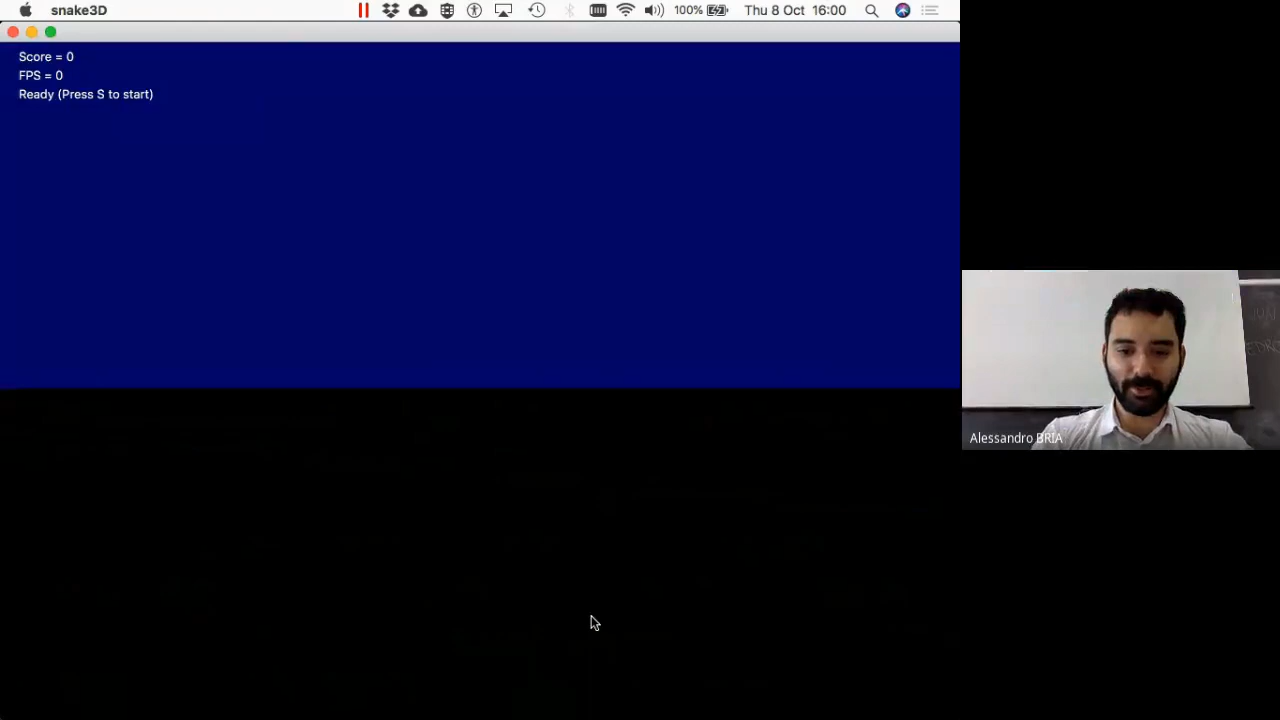 snake3D
100%
Thu 8 Oct 16:00
Score = 0
FPS = 0
Ready (Press S to start)
Alessandro BRIA